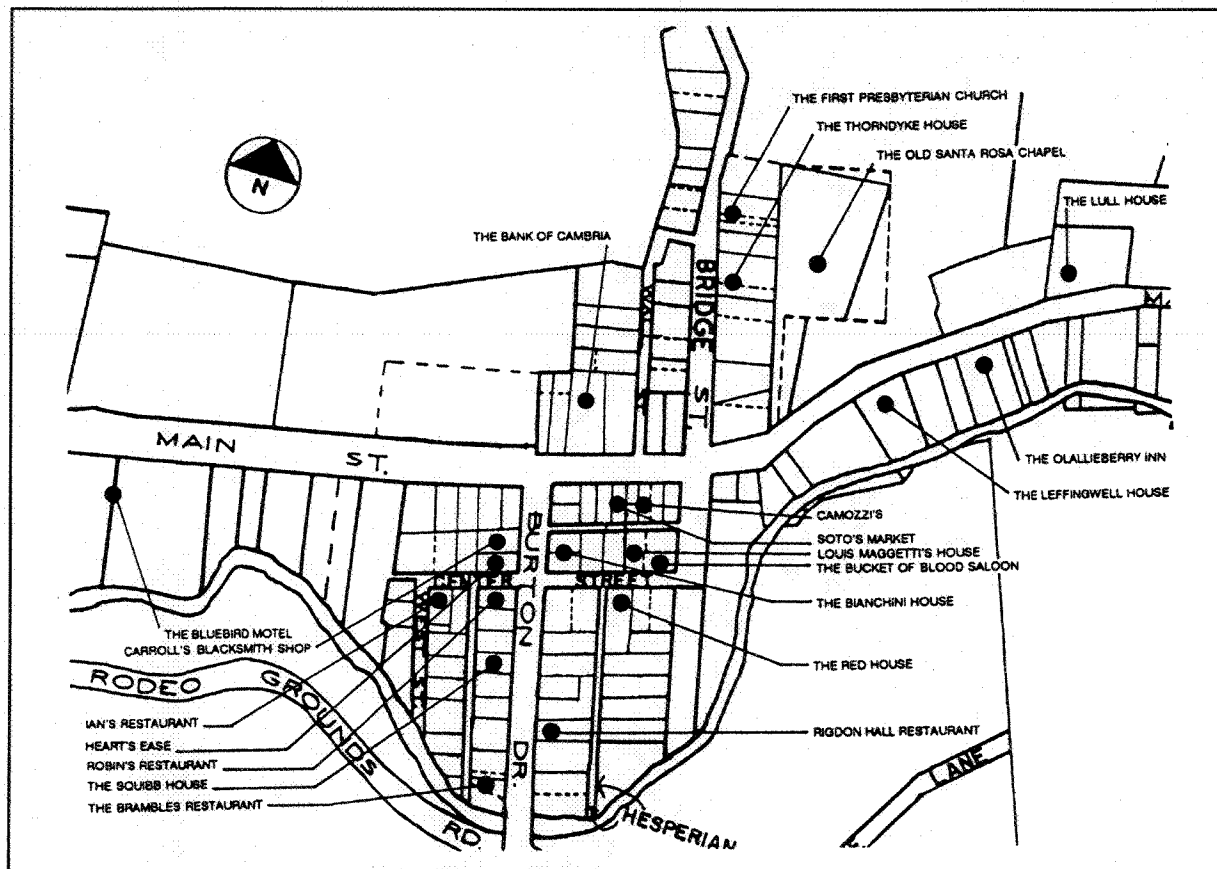 THE FIRST PRESBYTERIAN CHURCH
THE THORNDYKE HOUSE
THE OLD SANTA ROSA CHAPEL
N
THE LULL HOUSE
THE BANK OF CAMBRIA
BRIDGE ST.
MAIN ST.
THE OLALLIEBERRY INN
THE LEFFINGWELL HOUSE
CAMOZZI'S
SOTO'S MARKET
LOUIS MAGGETTI'S HOUSE
THE BUCKET OF BLOOD SALOON
BURTON DR.
CENTER STREET
THE BIANCHINI HOUSE
WEST ST.
THE BLUEBIRD MOTEL
CARROLL'S BLACKSMITH SHOP
THE RED HOUSE
RODEO GROUNDS RD.
IAN'S RESTAURANT
HEART'S EASE
ROBIN'S RESTAURANT
THE SQUIBB HOUSE
THE BRAMBLES RESTAURANT
RIGDON HALL RESTAURANT
LANE
HESPERIAN